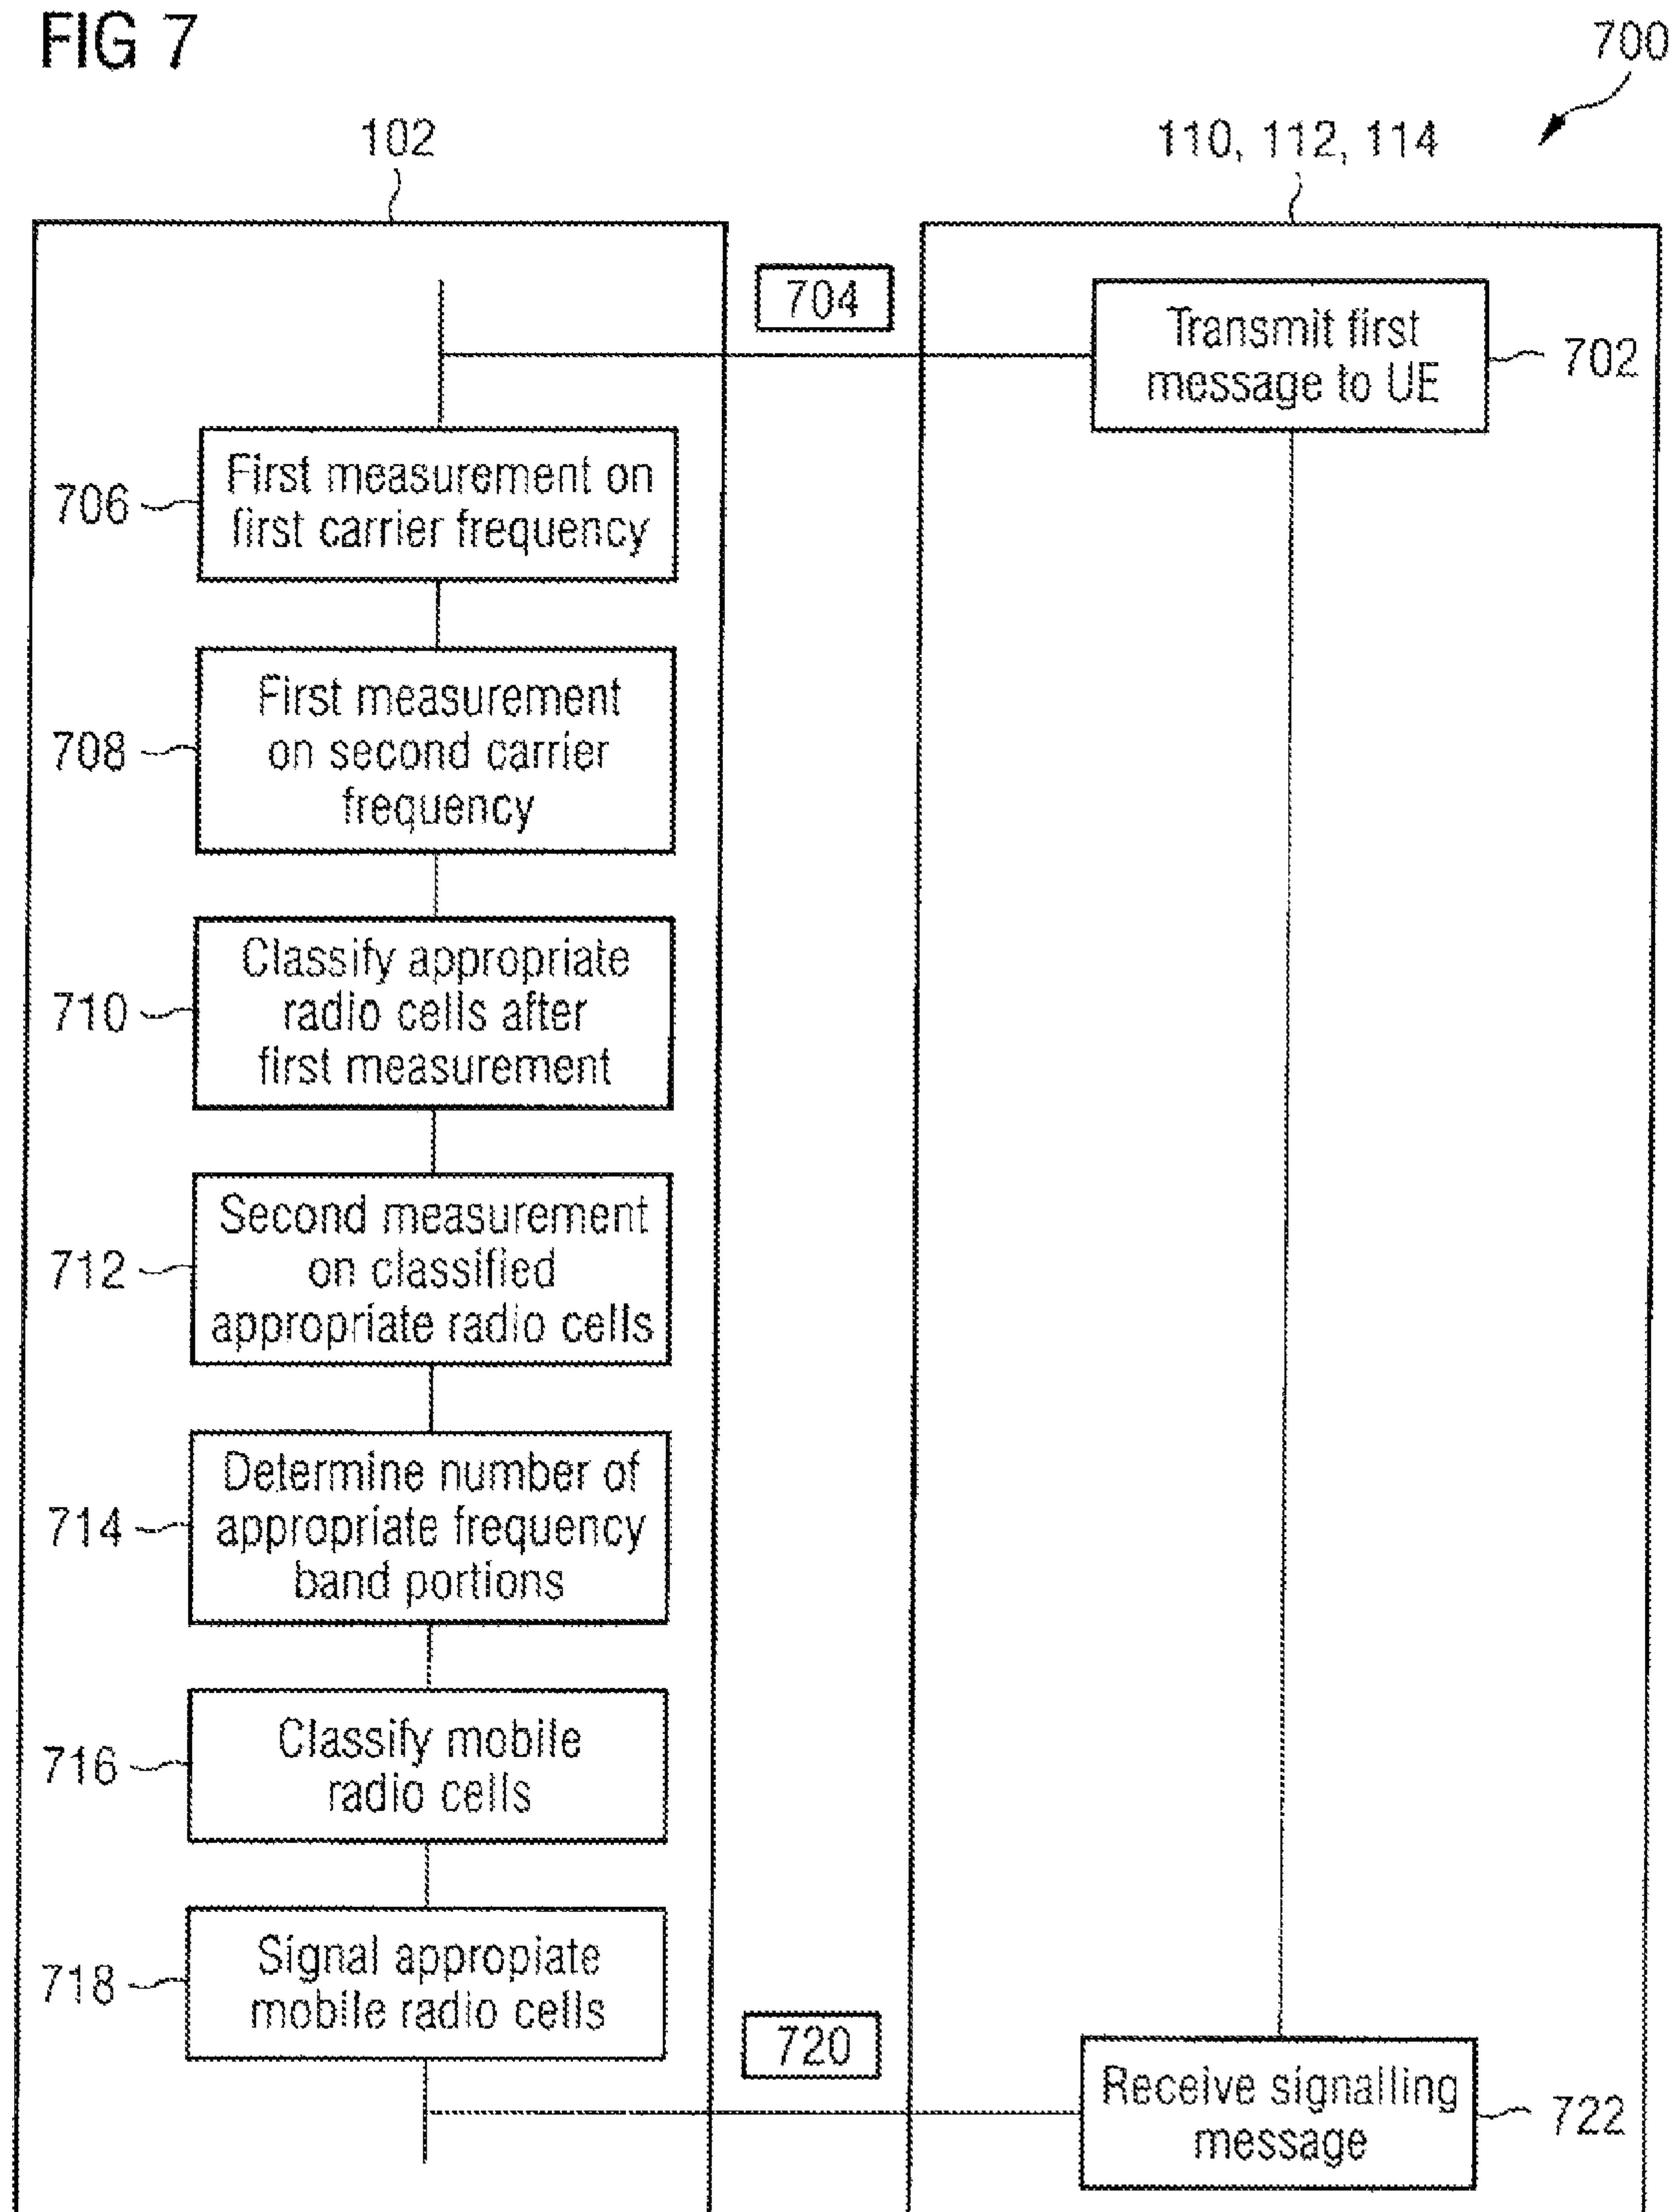 FIG 7
700
102
110, 112, 114
704
Transmit first
message to UE
702
706
First measurement on
first carrier frequency
708
First measurement
on second carrier
frequency
710
Classify appropriate
radio cells after
first measurement
712
Second measurement
on classified
appropriate radio cells
714
Determine number of
appropriate frequency
band portions
716
Classify mobile
radio cells
718
Signal appropiate
mobile radio cells
720
Receive signalling
message
722